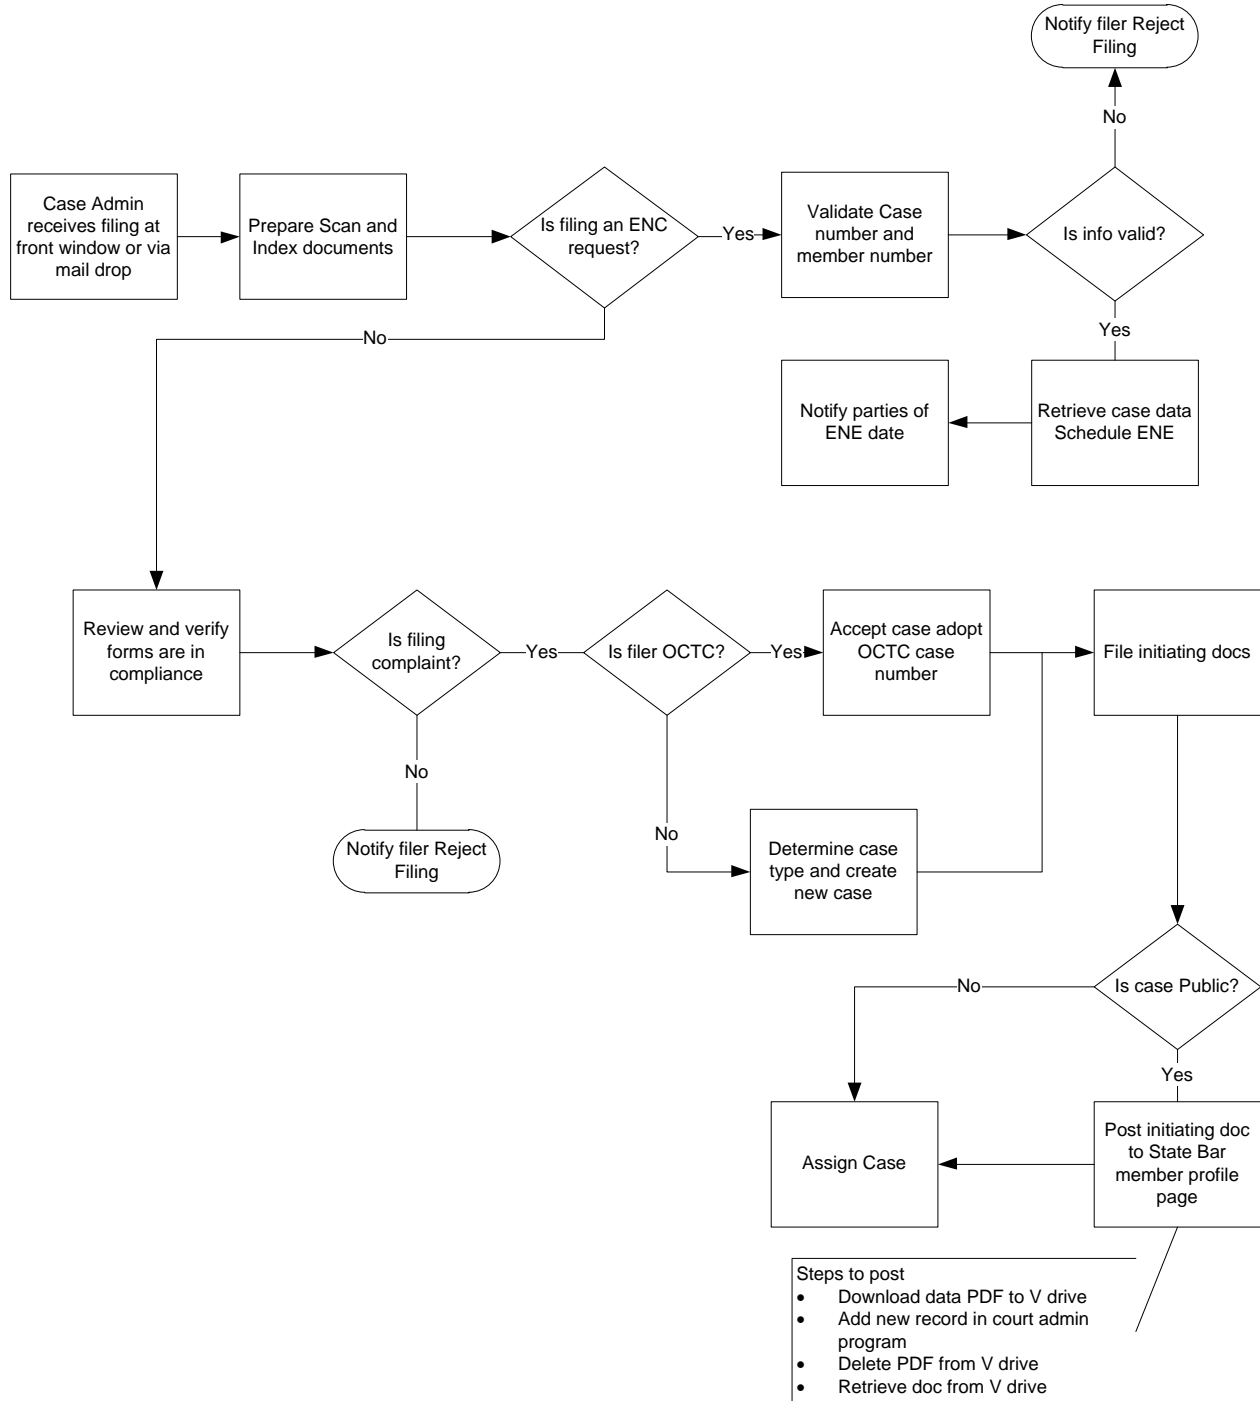 Notify filer Reject
Filing
No
Case Admin
receives filing at
front window or via
mail drop
Prepare Scan and
Index documents
Is filing an ENC
request?
Yes
Validate Case
number and
member number
Is info valid?
No
Yes
Notify parties of
ENE date
Retrieve case data
Schedule ENE
Review and verify
forms are in
compliance
Is filing
complaint?
Yes
Is filer OCTC?
Yes
Accept case adopt
OCTC case
number
File initiating docs
No
Notify filer Reject
Filing
No
Determine case
type and create
new case
Is case Public?
No
Yes
Assign Case
Post initiating doc
to State Bar
member profile
page
Steps to post
• Download data PDF to V drive
• Add new record in court admin
program
• Delete PDF from V drive
• Retrieve doc from V drive